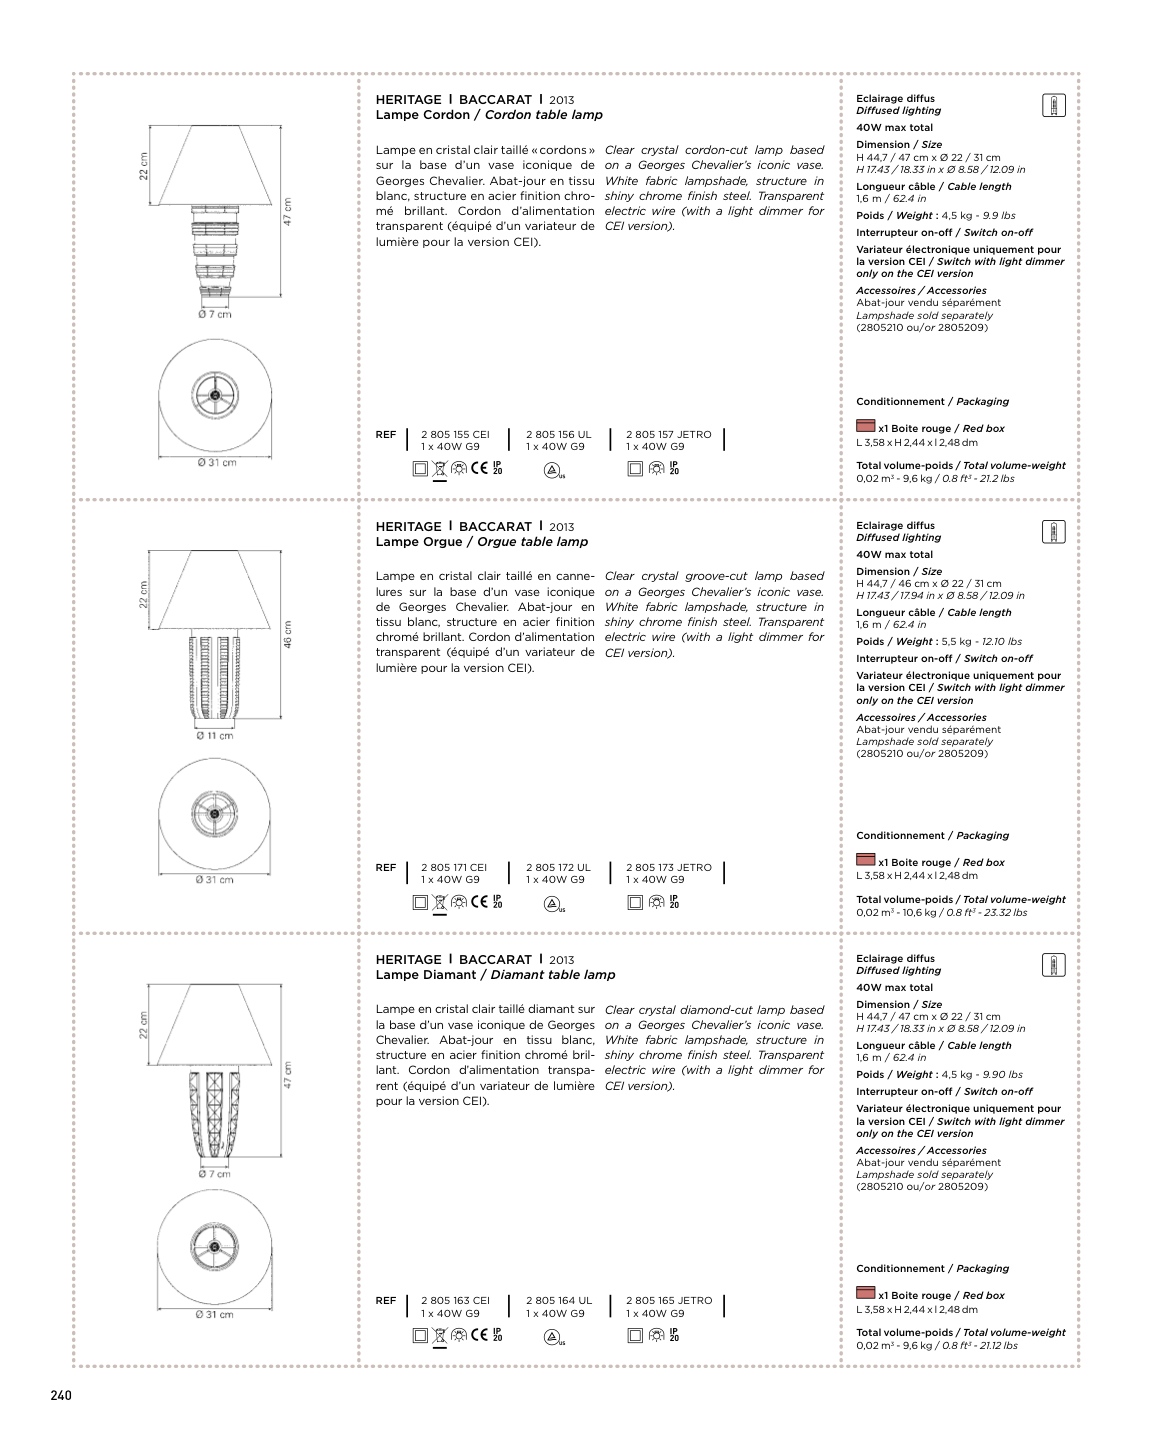 22 cm
47 cm
Ø 7 cm
Ø 31 cm
HERITAGE I BACCARAT I 2013
Lampe Cordon / Cordon table lamp
Lampe en cristal clair taillé « cordons »
sur la base d'un vase iconique de
Georges Chevalier. Abat-jour en tissu
blanc, structure en acier finition chro-
mé brillant. Cordon d'alimentation
transparent (équipé d'un variateur de
lumière pour la version CEI).
Clear crystal cordon-cut lamp based
on a Georges Chevalier's iconic vase.
White fabric lampshade, structure in
shiny chrome finish steel. Transparent
electric wire (with a light dimmer for
CEI version).
REF
2 805 155 CEI
1 x 40W G9
2 805 156 UL
1 x 40W G9
2 805 157 JETRO
1 x 40W G9
CE IP 20
us
IP 20
Eclairage diffus
Diffused lighting
40W max total
Dimension / Size
H 44,7 / 47 cm x Ø 22 / 31 cm
H 17.43 / 18.33 in x Ø 8.58 / 12.09 in
Longueur câble / Cable length
1,6 m / 62.4 in
Poids / Weight : 4,5 kg - 9.9 lbs
Interrupteur on-off / Switch on-off
Variateur électronique uniquement pour
la version CEI / Switch with light dimmer
only on the CEI version
Accessoires / Accessories
Abat-jour vendu séparément
Lampshade sold separately
(2805210 ou/or 2805209)
Conditionnement / Packaging
x1 Boite rouge / Red box
L 3,58 x H 2,44 x l 2,48 dm
Total volume-poids / Total volume-weight
0,02 m³ - 9,6 kg / 0.8 ft³ - 21.2 lbs
22 cm
46 cm
Ø 11 cm
Ø 31 cm
HERITAGE I BACCARAT I 2013
Lampe Orgue / Orgue table lamp
Lampe en cristal clair taillé en canne-
lures sur la base d'un vase iconique
de Georges Chevalier. Abat-jour en
tissu blanc, structure en acier finition
chromé brillant. Cordon d'alimentation
transparent (équipé d'un variateur de
lumière pour la version CEI).
Clear crystal groove-cut lamp based
on a Georges Chevalier's iconic vase.
White fabric lampshade, structure in
shiny chrome finish steel. Transparent
electric wire (with a light dimmer for
CEI version).
REF
2 805 171 CEI
1 x 40W G9
2 805 172 UL
1 x 40W G9
2 805 173 JETRO
1 x 40W G9
CE IP 20
us
IP 20
Eclairage diffus
Diffused lighting
40W max total
Dimension / Size
H 44,7 / 46 cm x Ø 22 / 31 cm
H 17.43 / 17.94 in x Ø 8.58 / 12.09 in
Longueur câble / Cable length
1,6 m / 62.4 in
Poids / Weight : 5,5 kg - 12.10 lbs
Interrupteur on-off / Switch on-off
Variateur électronique uniquement pour
la version CEI / Switch with light dimmer
only on the CEI version
Accessoires / Accessories
Abat-jour vendu séparément
Lampshade sold separately
(2805210 ou/or 2805209)
Conditionnement / Packaging
x1 Boite rouge / Red box
L 3,58 x H 2,44 x l 2,48 dm
Total volume-poids / Total volume-weight
0,02 m³ - 10,6 kg / 0.8 ft³ - 23.32 lbs
22 cm
47 cm
Ø 7 cm
Ø 31 cm
HERITAGE I BACCARAT I 2013
Lampe Diamant / Diamant table lamp
Lampe en cristal clair taillé diamant sur
la base d'un vase iconique de Georges
Chevalier. Abat-jour en tissu blanc,
structure en acier finition chromé bril-
lant. Cordon d'alimentation transpa-
rent (équipé d'un variateur de lumière
pour la version CEI).
Clear crystal diamond-cut lamp based
on a Georges Chevalier's iconic vase.
White fabric lampshade, structure in
shiny chrome finish steel. Transparent
electric wire (with a light dimmer for
CEI version).
REF
2 805 163 CEI
1 x 40W G9
2 805 164 UL
1 x 40W G9
2 805 165 JETRO
1 x 40W G9
CE IP 20
us
IP 20
Eclairage diffus
Diffused lighting
40W max total
Dimension / Size
H 44,7 / 47 cm x Ø 22 / 31 cm
H 17.43 / 18.33 in x Ø 8.58 / 12.09 in
Longueur câble / Cable length
1,6 m / 62.4 in
Poids / Weight : 4,5 kg - 9.90 lbs
Interrupteur on-off / Switch on-off
Variateur électronique uniquement pour
la version CEI / Switch with light dimmer
only on the CEI version
Accessoires / Accessories
Abat-jour vendu séparément
Lampshade sold separately
(2805210 ou/or 2805209)
Conditionnement / Packaging
x1 Boite rouge / Red box
L 3,58 x H 2,44 x l 2,48 dm
Total volume-poids / Total volume-weight
0,02 m³ - 9,6 kg / 0.8 ft³ - 21.12 lbs
240